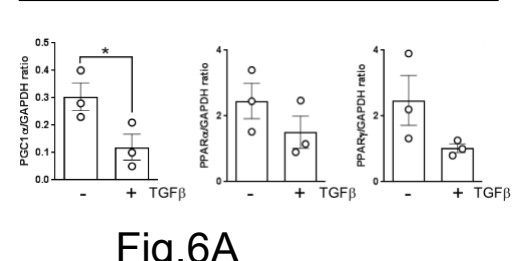 PGC1α/GAPDH ratio
0.5
0.4
0.3
0.2
0.1
0.0
*
- + TGFβ
PPARα/GAPDH ratio
4
2
0
- + TGFβ
PPARγ/GAPDH ratio
4
2
0
- + TGFβ
Fig.6A